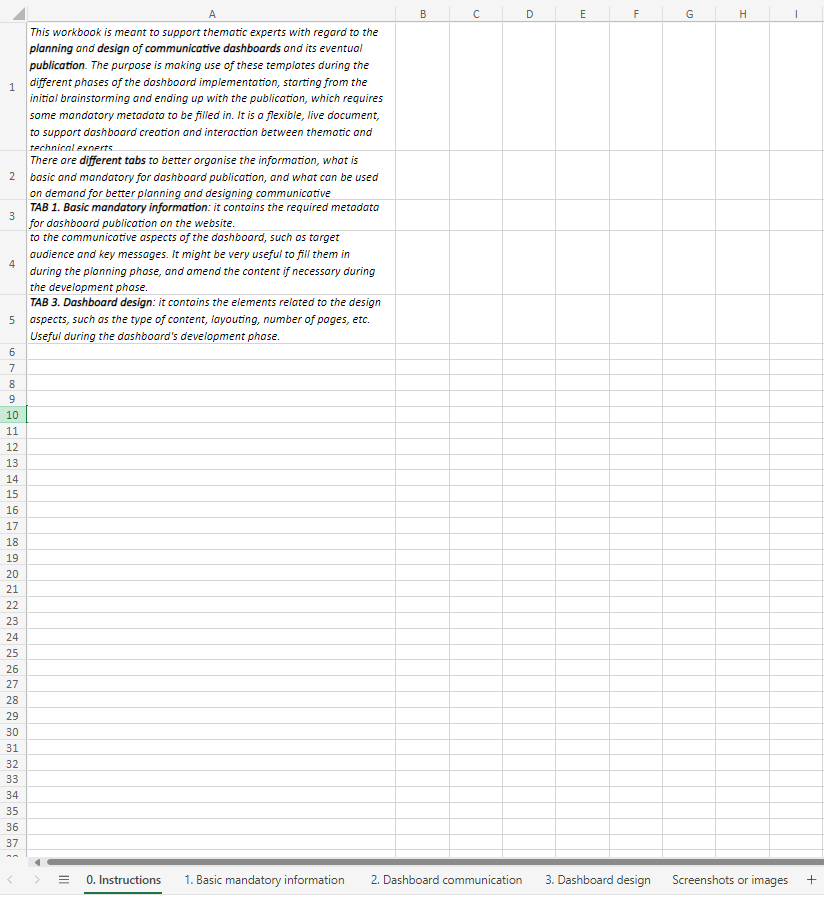 A B C D E F G H I
1
This workbook is meant to support thematic experts with regard to the
planning and design of communicative dashboards and its eventual
publication. The purpose is making use of these templates during the
different phases of the dashboard implementation, starting from the
initial brainstorming and ending up with the publication, which requires
some mandatory metadata to be filled in. It is a flexible, live document,
to support dashboard creation and interaction between thematic and
technical experts
2
There are different tabs to better organise the information, what is
basic and mandatory for dashboard publication, and what can be used
on demand for better planning and designing communicative
3
TAB 1. Basic mandatory information: it contains the required metadata
for dashboard publication on the website.
4
to the communicative aspects of the dashboard, such as target
audience and key messages. It might be very useful to fill them in
during the planning phase, and amend the content if necessary during
the development phase.
5
TAB 3. Dashboard design: it contains the elements related to the design
aspects, such as the type of content, layouting, number of pages, etc.
Useful during the dashboard's development phase.
6
7
8
9
10
11
12
13
14
15
16
17
18
19
20
21
22
23
24
25
26
27
28
29
30
31
32
33
34
35
36
37
0. Instructions 1. Basic mandatory information 2. Dashboard communication 3. Dashboard design Screenshots or images